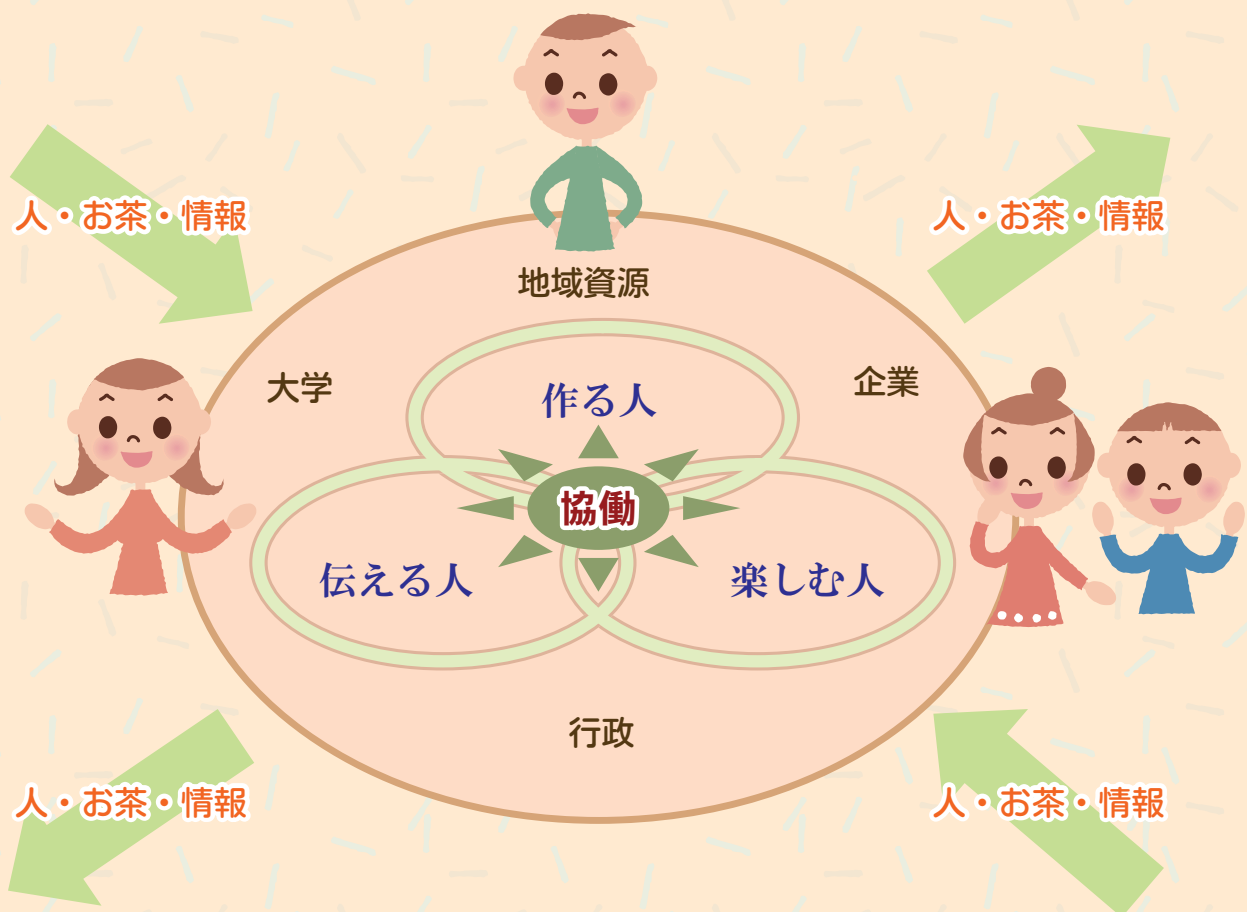 人・お茶・情報
人・お茶・情報
地域資源
大学
企業
作る人
協働
伝える人
楽しむ人
行政
人・お茶・情報
人・お茶・情報